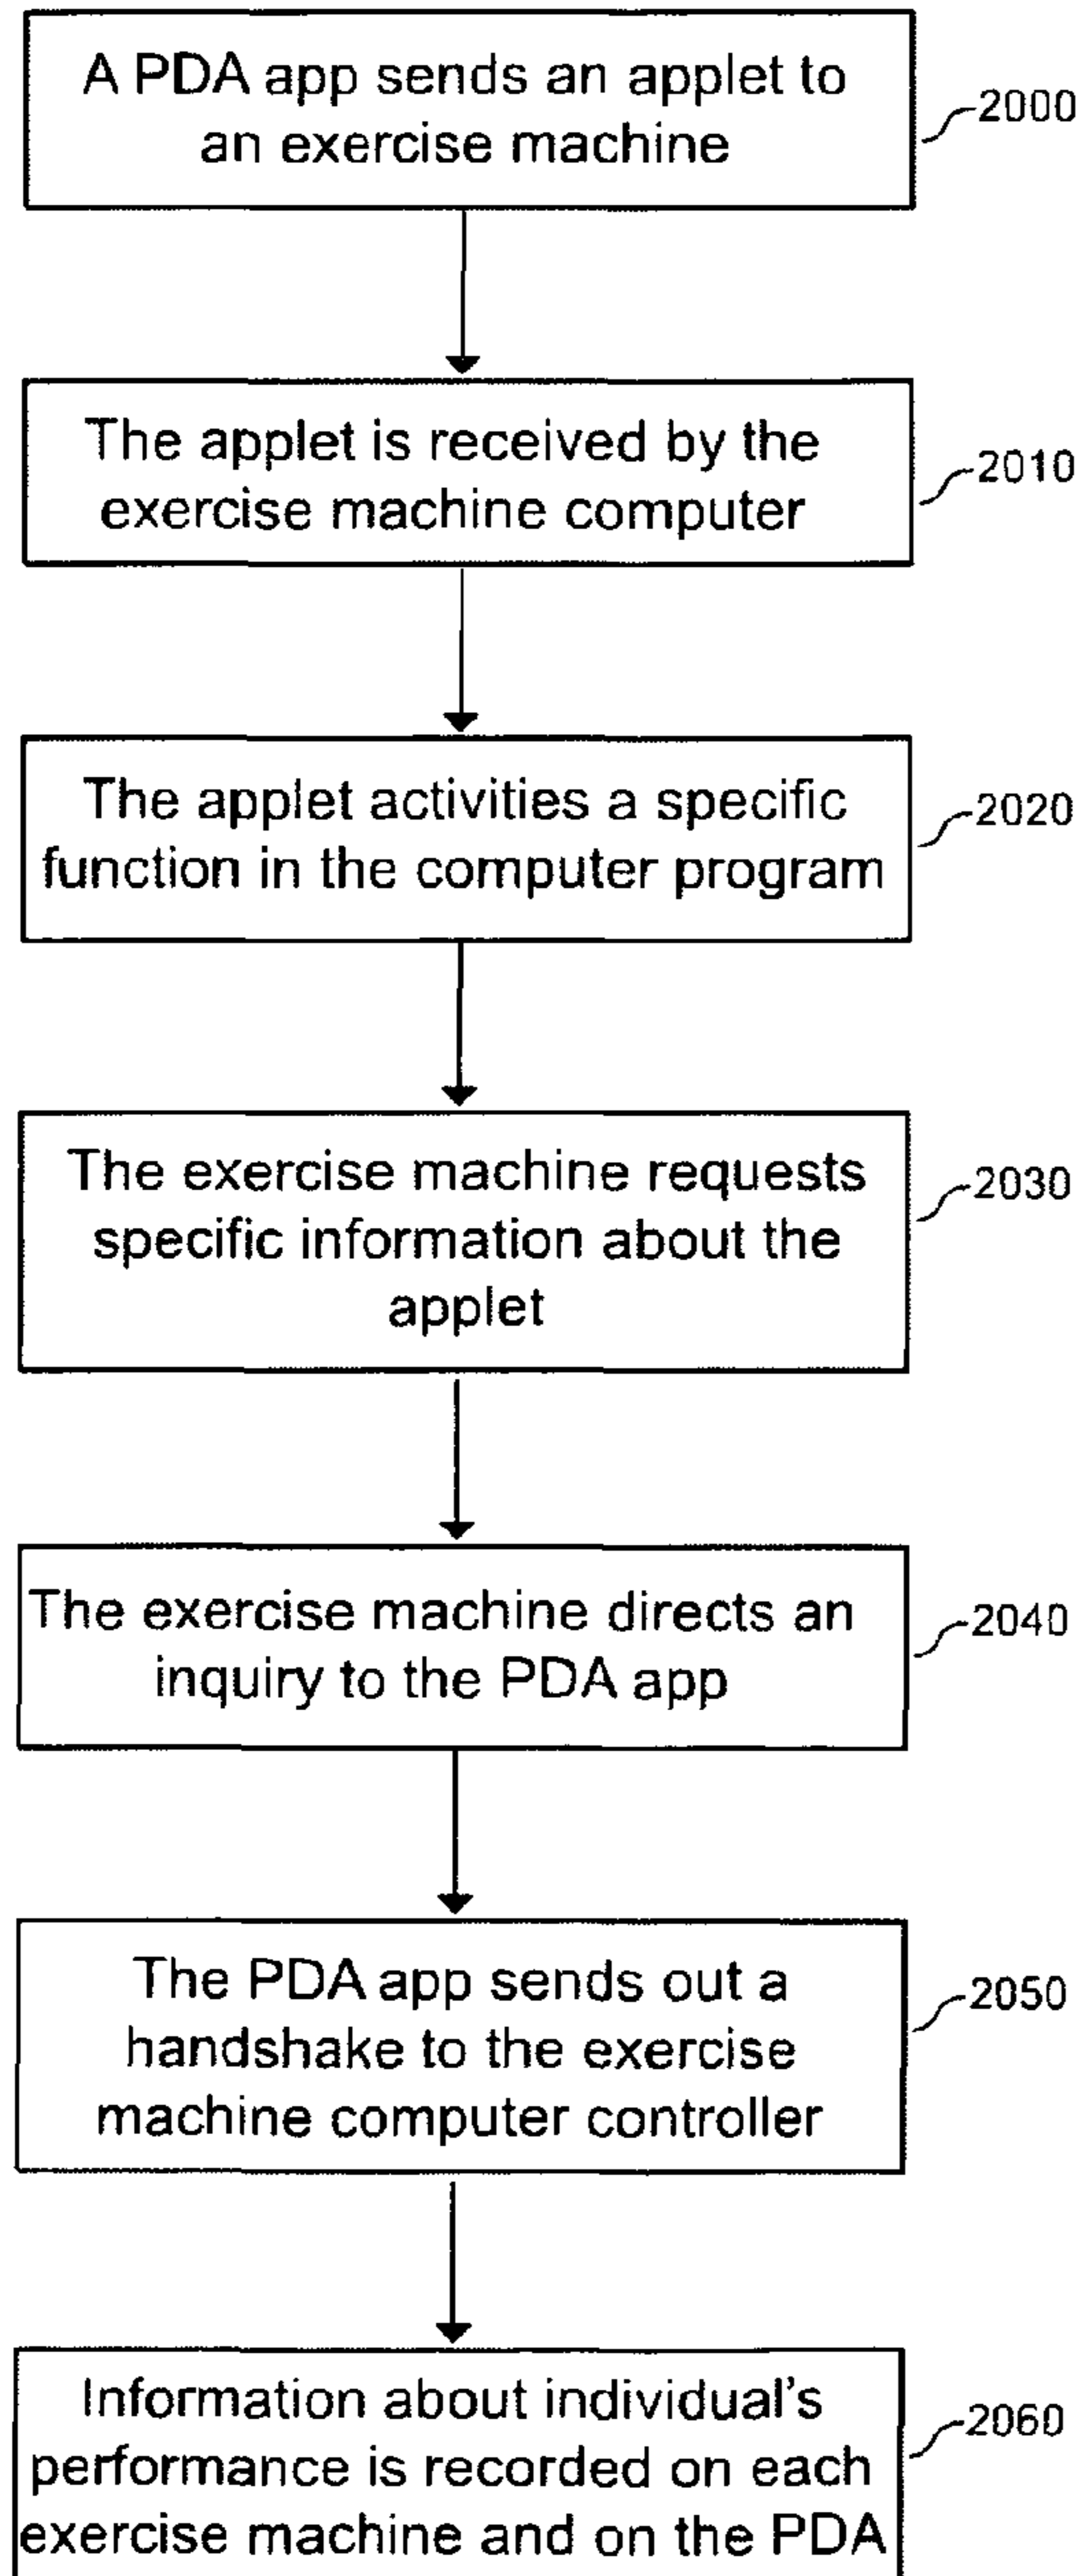 A PDA app sends an applet to
an exercise machine
2000
The applet is received by the
exercise machine computer
2010
The applet activities a specific
function in the computer program
2020
The exercise machine requests
specific information about the
applet
2030
The exercise machine directs an
inquiry to the PDA app
2040
The PDA app sends out a
handshake to the exercise
machine computer controller
2050
Information about individual's
performance is recorded on each
exercise machine and on the PDA
2060